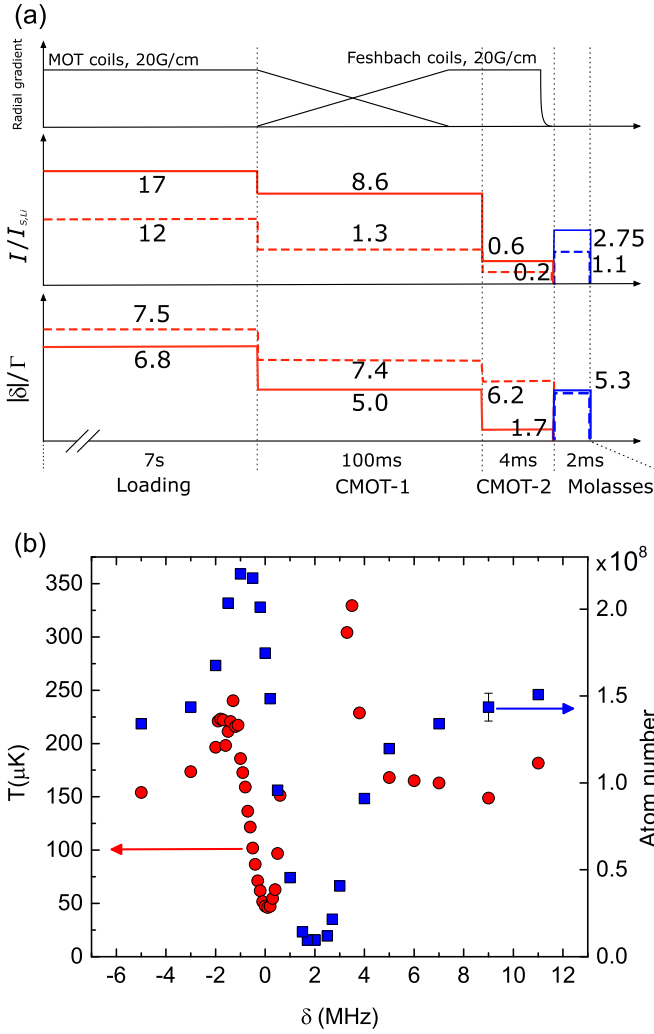 (a)
Radial gradient
MOT coils, 20G/cm
Feshbach coils, 20G/cm
I/I_{s,Li}
17
8.6
12
1.3
0.6
0.2
2.75
1.1
|δ|/Γ
7.5
6.8
7.4
5.0
6.2
1.7
5.3
7s
100ms
4ms
2ms
Loading
CMOT-1
CMOT-2
Molasses
(b)
×10⁸
T(μK)
350
300
250
200
150
100
50
0
2.0
1.5
1.0
0.5
0.0
Atom number
-6 -4 -2 0 2 4 6 8 10 12
δ (MHz)